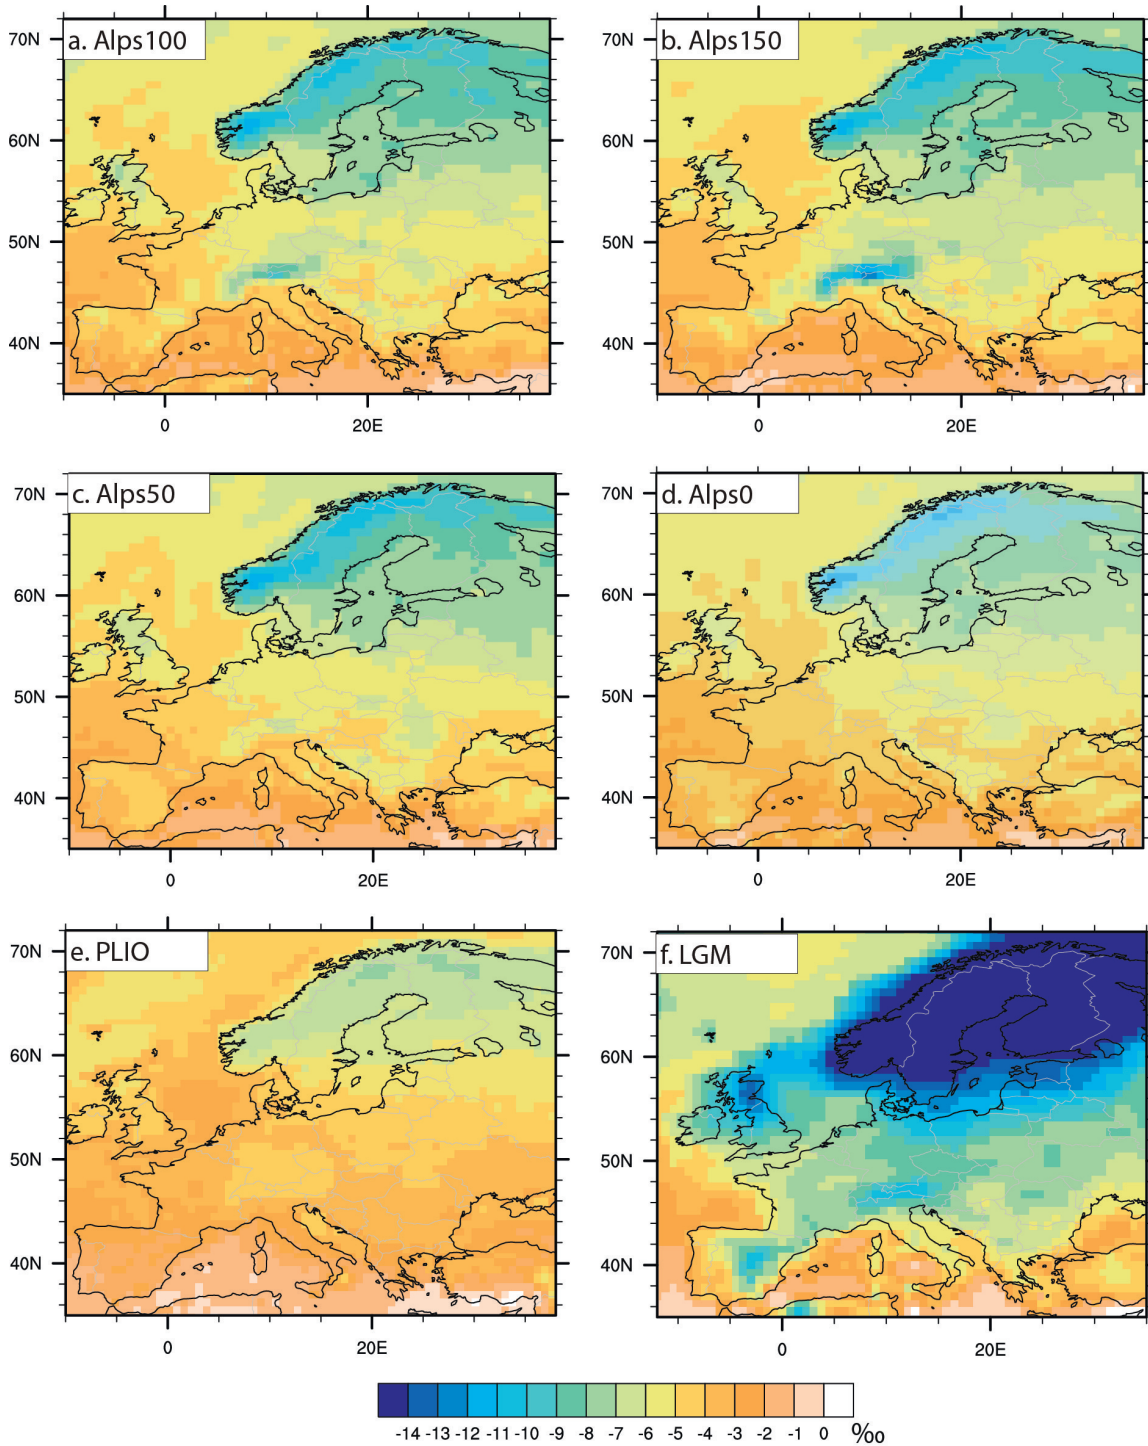 a. Alps100
b. Alps150
70N
60N
50N
40N
0
20E
70N
60N
50N
40N
0
20E
c. Alps50
d. Alps0
70N
60N
50N
40N
0
20E
70N
60N
50N
40N
0
20E
e. PLIO
f. LGM
70N
60N
50N
40N
0
20E
70N
60N
50N
40N
0
20E
-14 -13 -12 -11 -10 -9 -8 -7 -6 -5 -4 -3 -2 -1 0 ‰